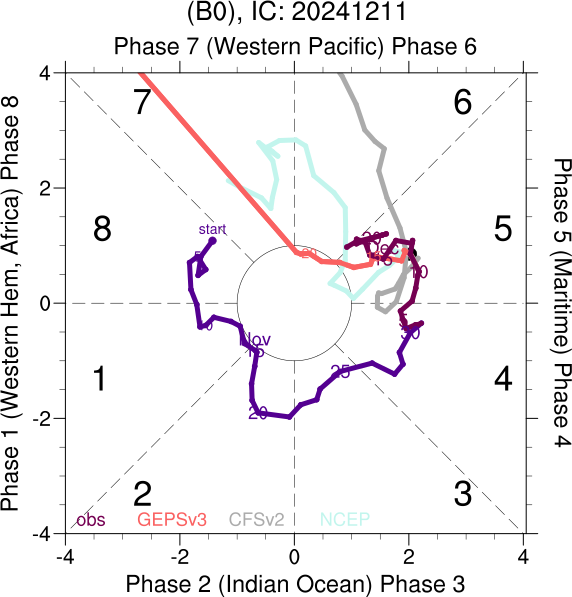 (B0), IC: 20241211
Phase 7 (Western Pacific) Phase 6
4
7
6
Phase 1 (Western Hem, Africa) Phase 8
Phase 5 (Maritime) Phase 4
2
8
start
5
Dec
15
10
0
5
30
Nov
15
1
25
4
-2
20
2
3
obs
GEPSv3
CFSv2
NCEP
-4
-4
-2
0
2
4
Phase 2 (Indian Ocean) Phase 3